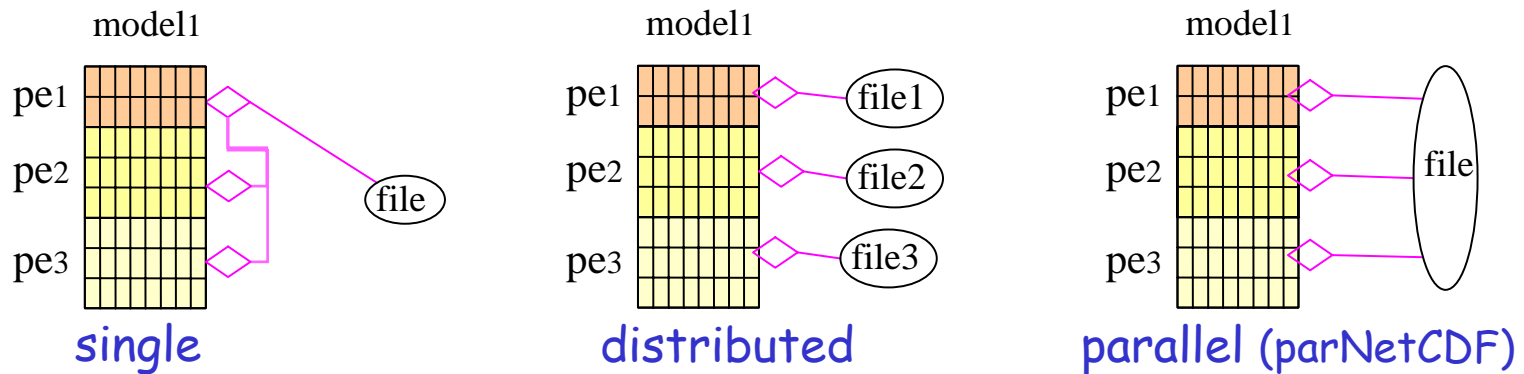 model1
pe1
pe2
pe3
file
single
model1
pe1
pe2
pe3
file1
file2
file3
distributed
model1
pe1
pe2
pe3
file
parallel (parNetCDF)